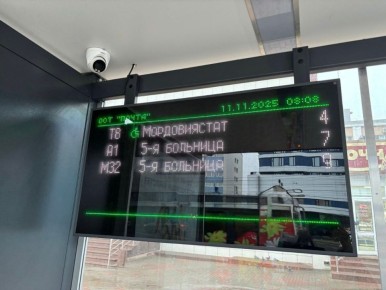 ост "Почта" 11.11.2025 08:08
Т8 Мордовиястат 4
А1 5-я больница 7
М32 5-я больница 9